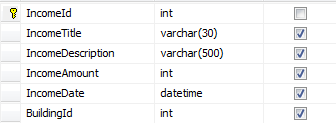 IncomeId int
IncomeTitle varchar(30)
IncomeDescription varchar(500)
IncomeAmount int
IncomeDate datetime
BuildingId int